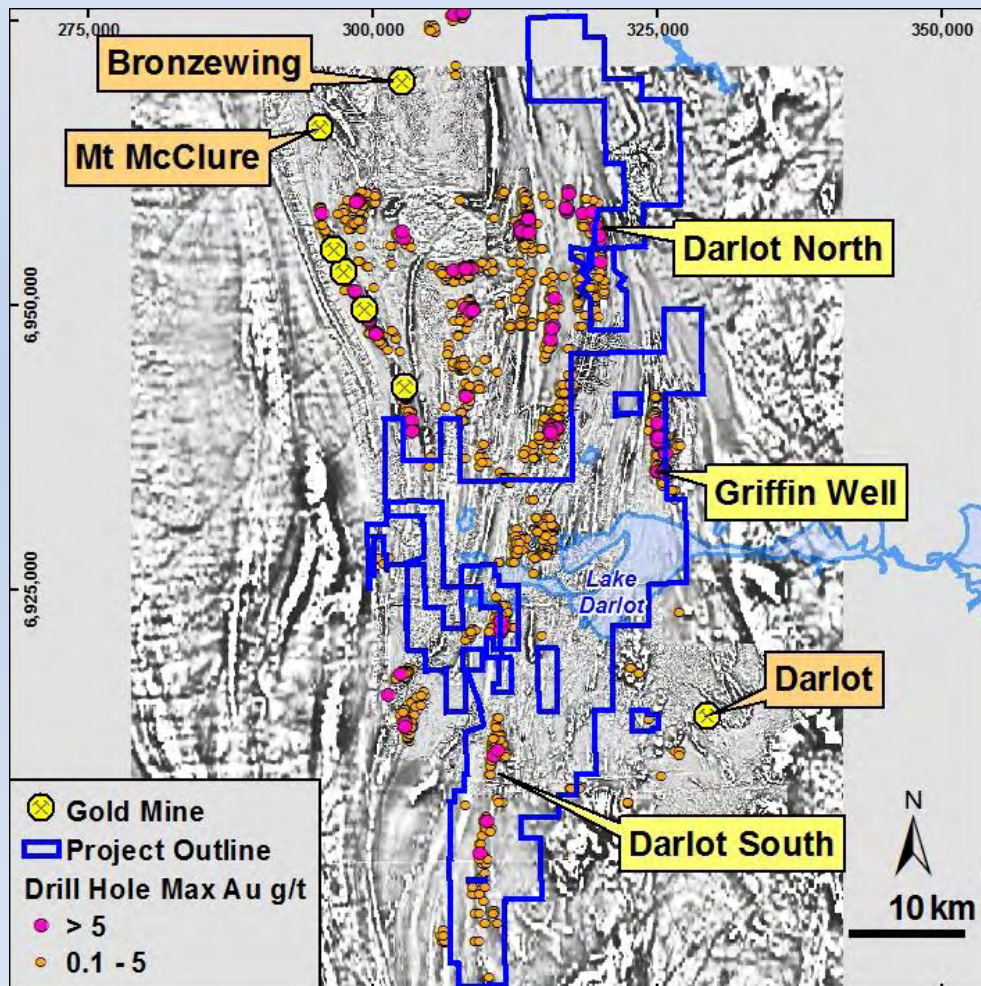 275,000
300,000
325,000
350,000
Bronzewing
Mt McClure
Darlot North
6,950,000
Griffin Well
6,925,000
Lake
Darlot
Darlot
Darlot South
Gold Mine
Project Outline
Drill Hole Max Au g/t
> 5
0.1 - 5
N
10 km